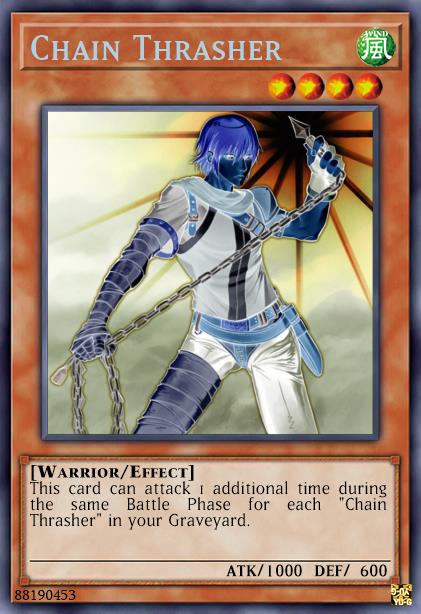 Chain Thrasher
WIND
風
[Warrior/Effect]
This card can attack 1 additional time during
the same Battle Phase for each "Chain
Thrasher" in your Graveyard.
ATK/1000 DEF/ 600
88190453